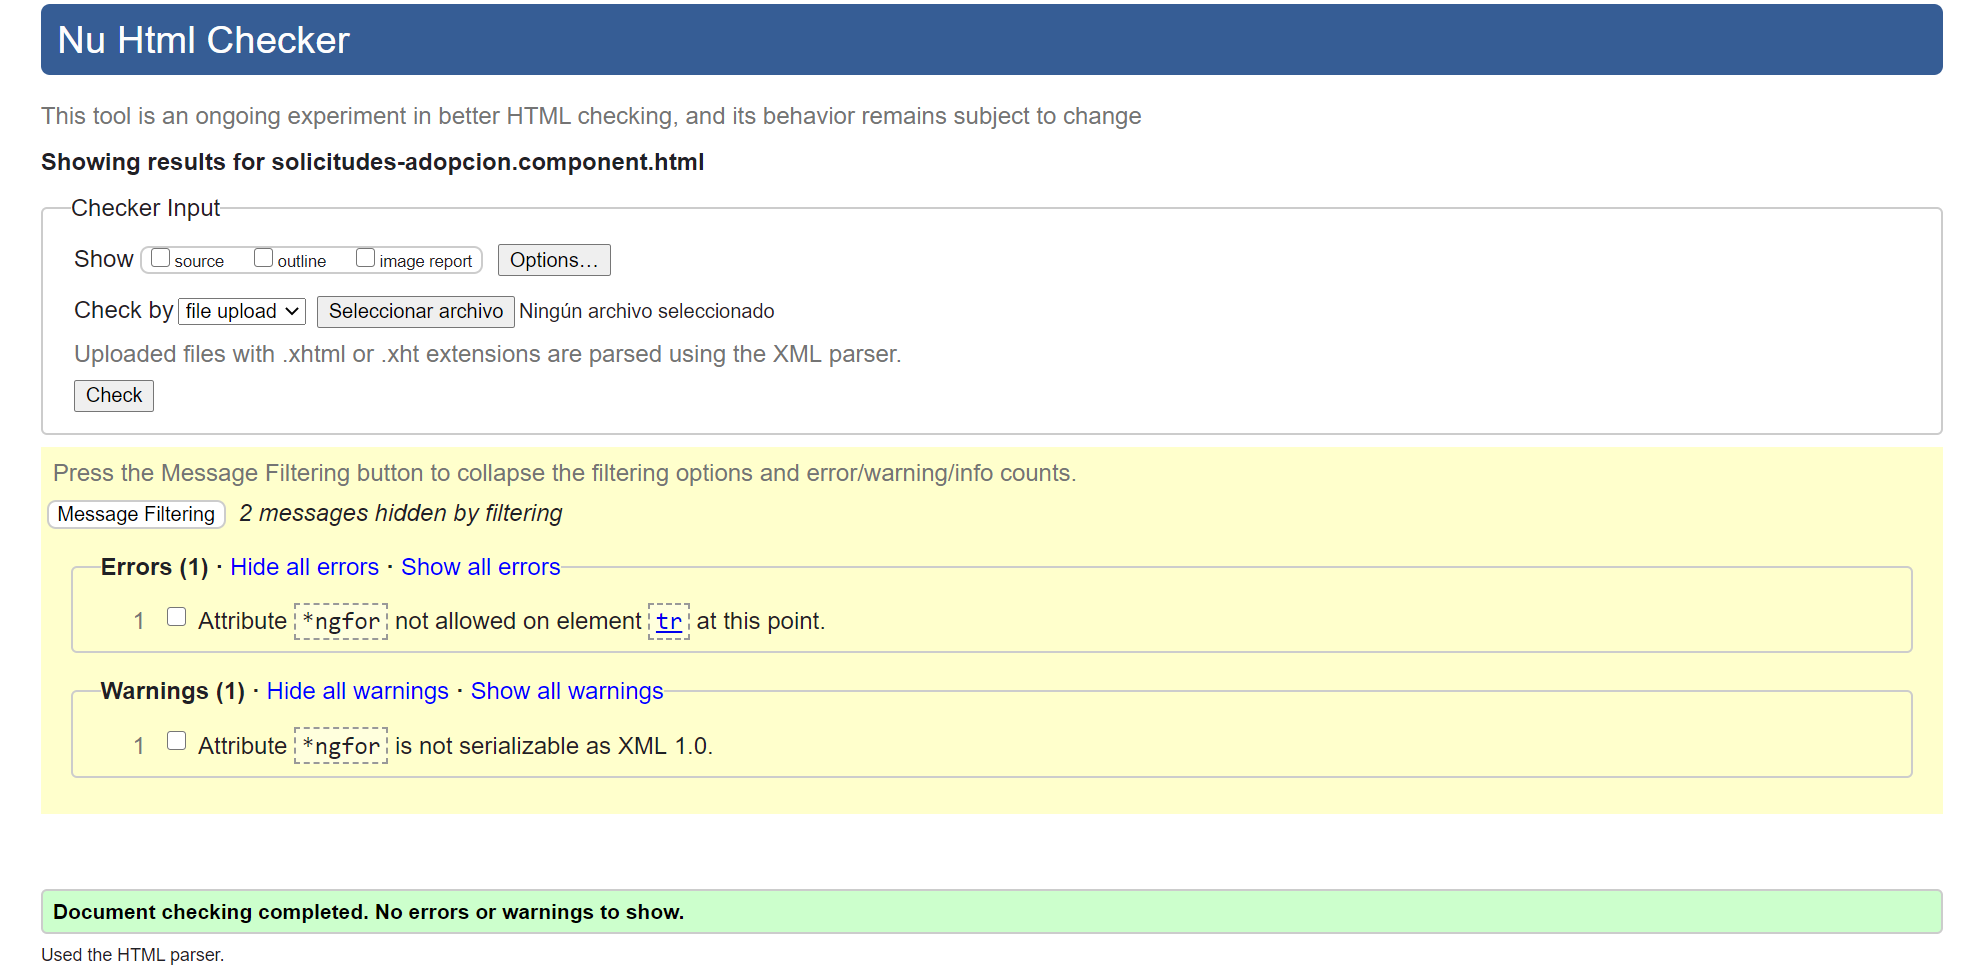 Nu Html Checker
This tool is an ongoing experiment in better HTML checking, and its behavior remains subject to change
Showing results for solicitudes-adopcion.component.html
Checker Input
Show source outline image report Options...
Check by file upload Seleccionar archivo Ningún archivo seleccionado
Uploaded files with .xhtml or .xht extensions are parsed using the XML parser.
Check
Press the Message Filtering button to collapse the filtering options and error/warning/info counts.
Message Filtering 2 messages hidden by filtering
Errors (1) · Hide all errors · Show all errors
1 Attribute *ngfor not allowed on element tr at this point.
Warnings (1) · Hide all warnings · Show all warnings
1 Attribute *ngfor is not serializable as XML 1.0.
Document checking completed. No errors or warnings to show.
Used the HTML parser.